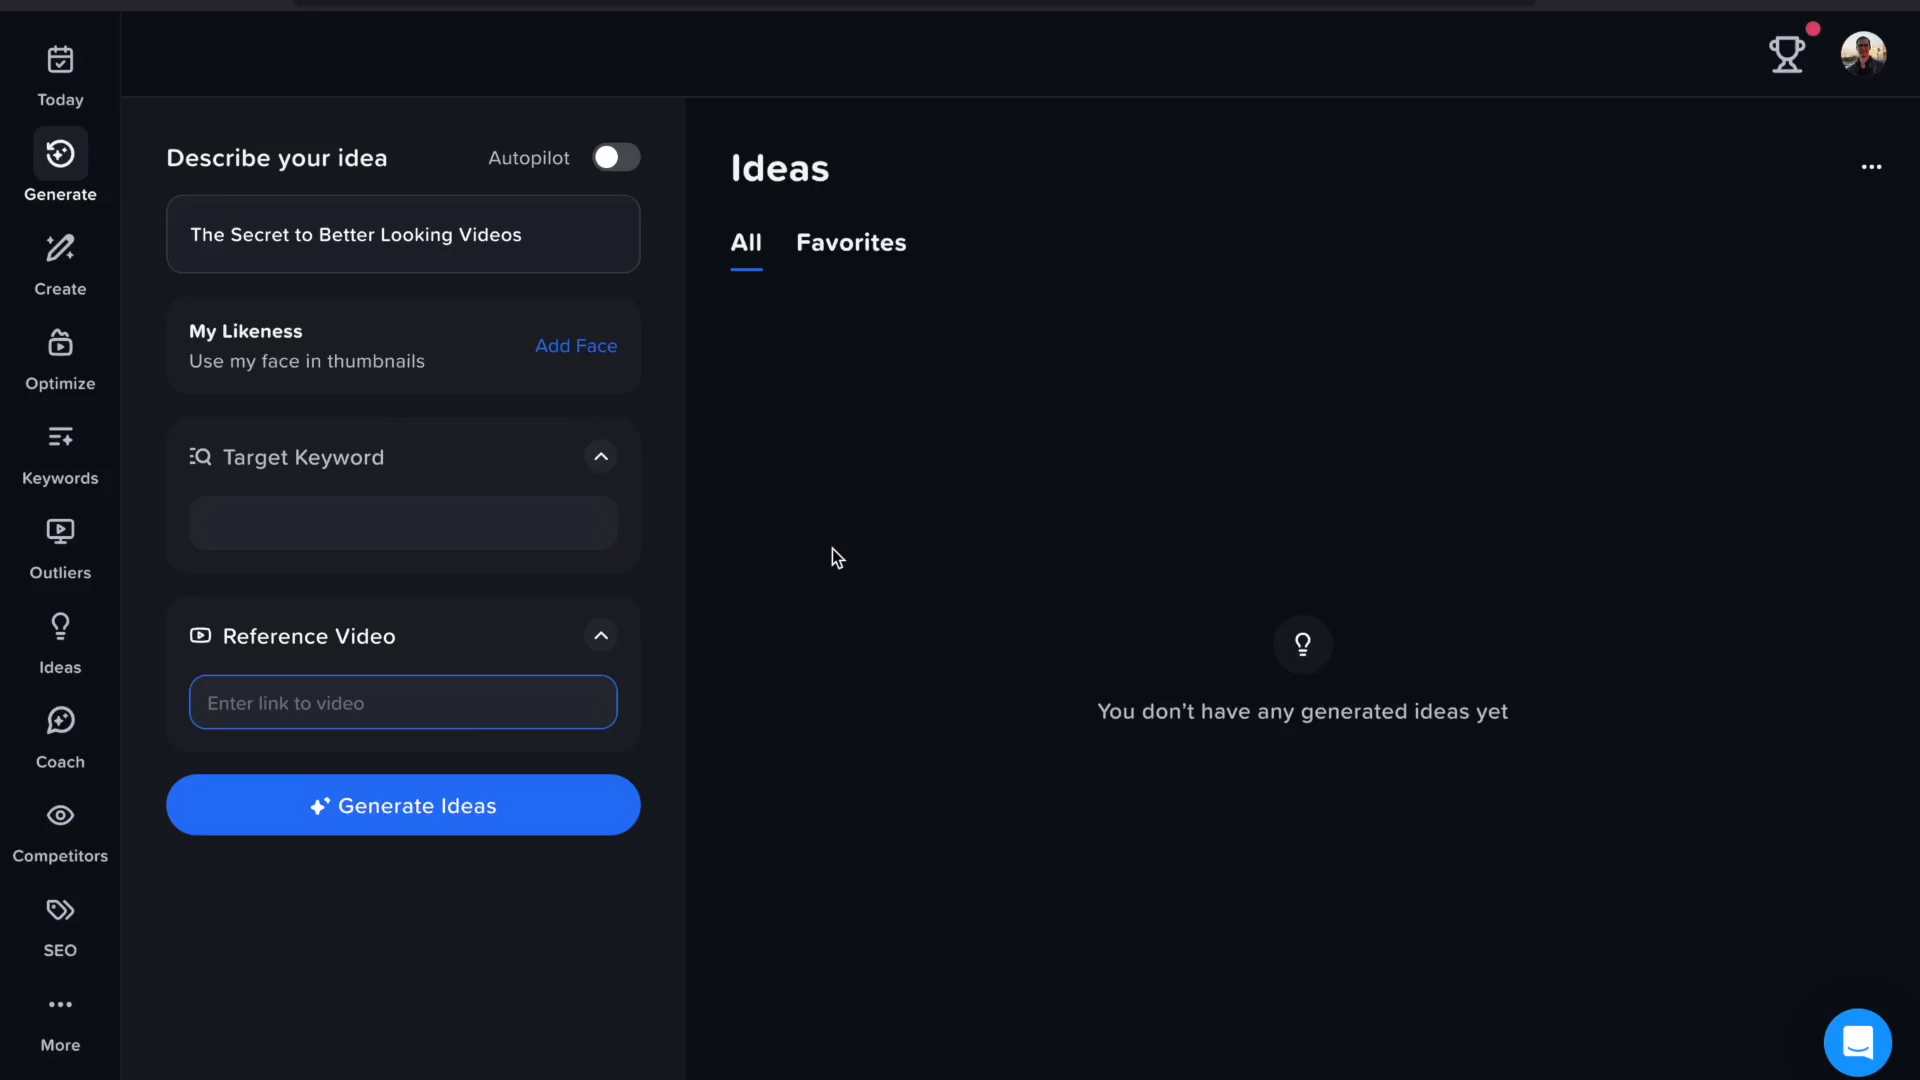 Today
Generate
Create
Optimize
Keywords
Outliers
Ideas
Coach
Competitors
SEO
More
Describe your idea
Autopilot
The Secret to Better Looking Videos
My Likeness
Use my face in thumbnails
Add Face
Target Keyword
Reference Video
Enter link to video
Generate Ideas
Ideas
All
Favorites
You don’t have any generated ideas yet